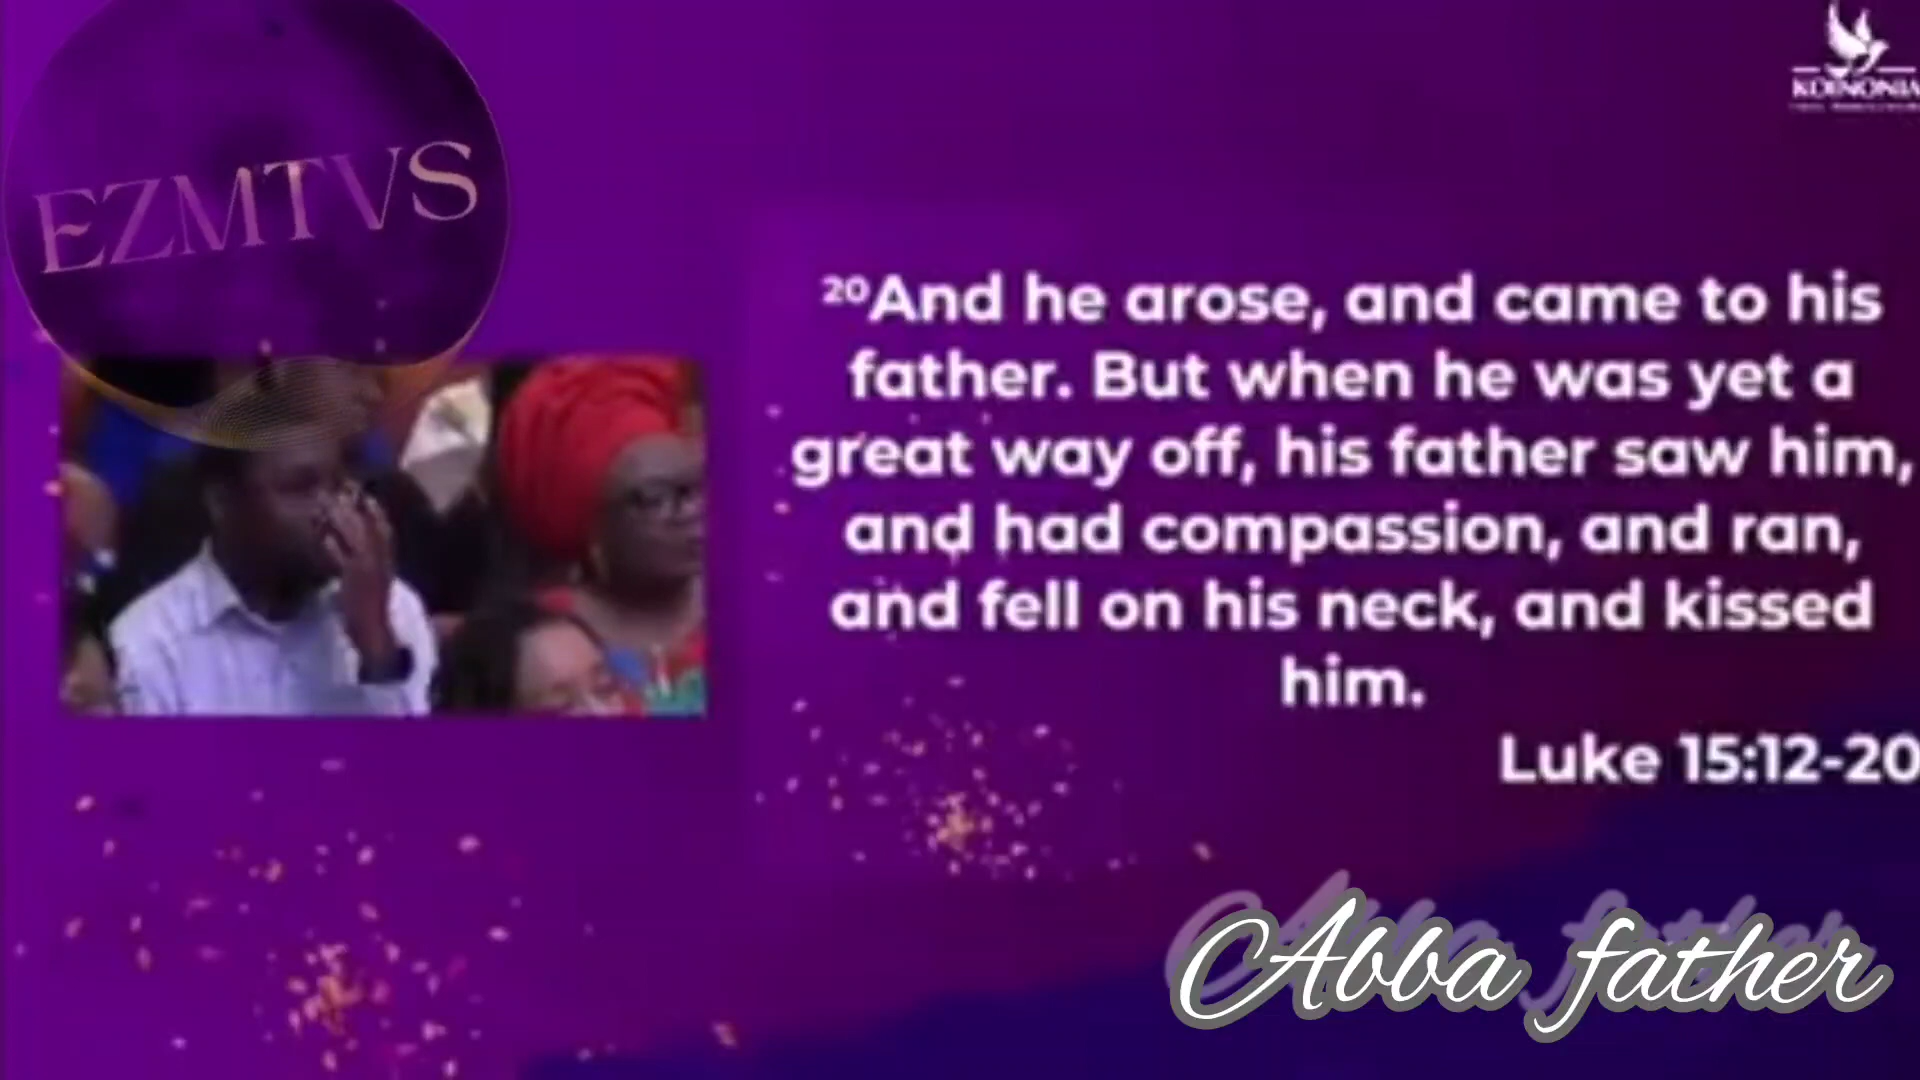 EZMTVS
KOINONIA
20And he arose, and came to his
father. But when he was yet a
great way off, his father saw him,
and had compassion, and ran,
and fell on his neck, and kissed
him.
Luke 15:12-20
Abba father